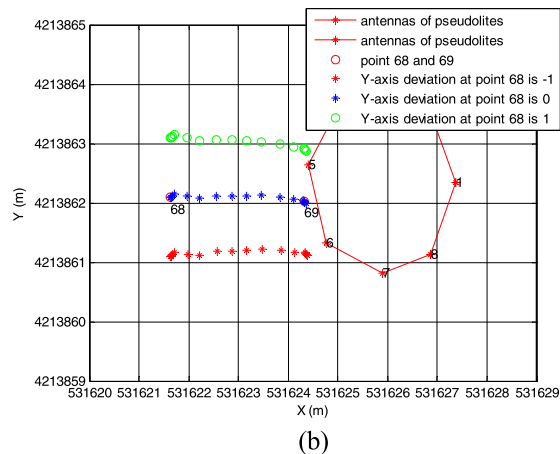 4213865
4213864
4213863
4213862
4213861
4213860
4213859
Y (m)
antennas of pseudolites
antennas of pseudolites
point 68 and 69
Y-axis deviation at point 68 is -1
Y-axis deviation at point 68 is 0
Y-axis deviation at point 68 is 1
5
1
68
69
6
8
7
531620 531621 531622 531623 531624 531625 531626 531627 531628 531629
X (m)
(b)